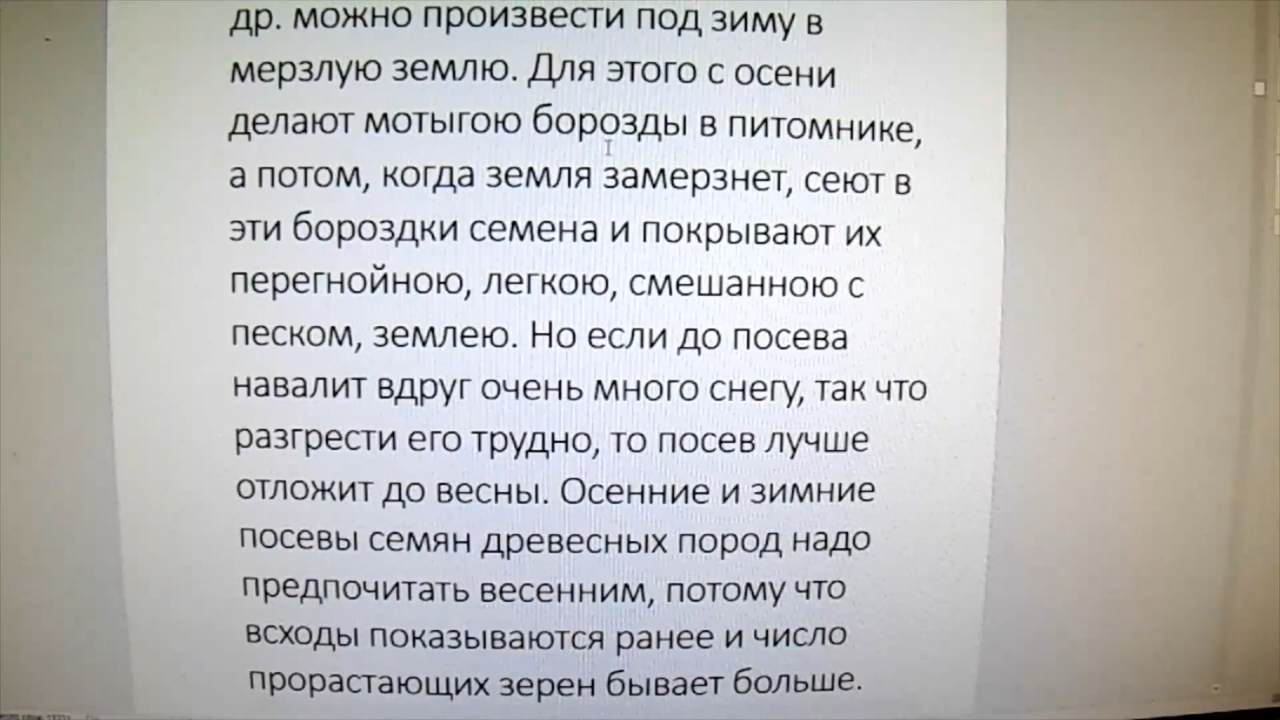 др. можно произвести под зиму в
мерзлую землю. Для этого с осени
делают мотыгою борозды в питомнике,
а потом, когда земля замерзнет, сеют в
эти бороздки семена и покрывают их
перегнойною, легкою, смешанною с
песком, землею. Но если до посева
навалит вдруг очень много снегу, так что
разгрести его трудно, то посев лучше
отложит до весны. Осенние и зимние
посевы семян древесных пород надо
предпочитать весенним, потому что
всходы показываются ранее и число
прорастающих зерен бывает больше.